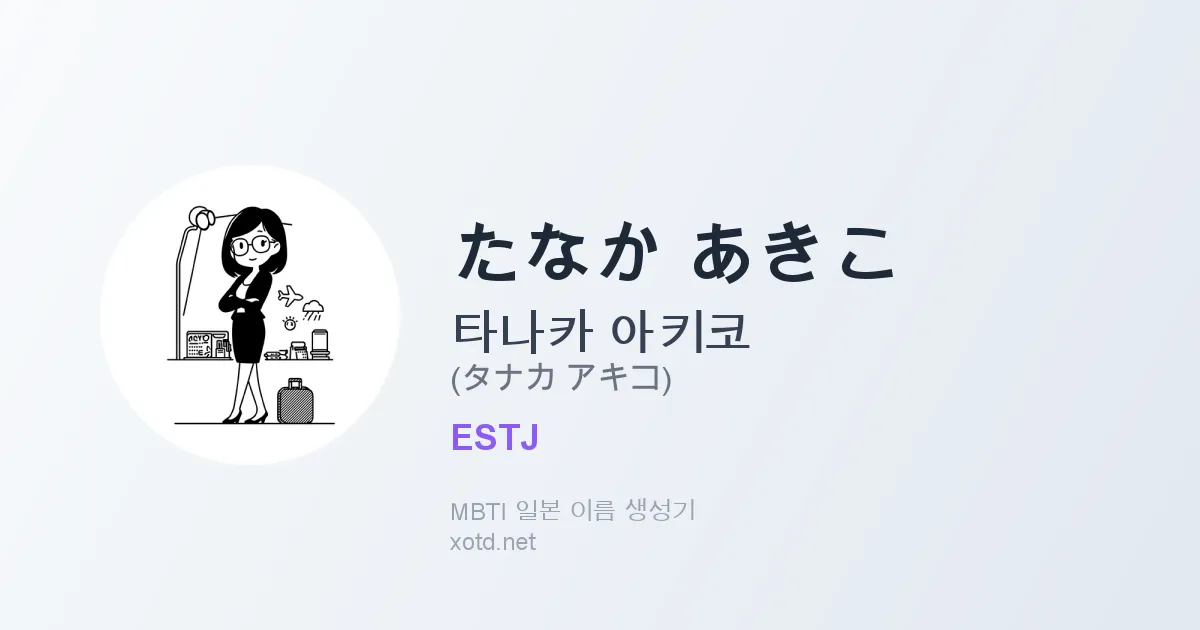 たなか あきこ
타나카 아키코
(タナカ アキコ)
ESTJ
MBTI 일본 이름 생성기
xotd.net